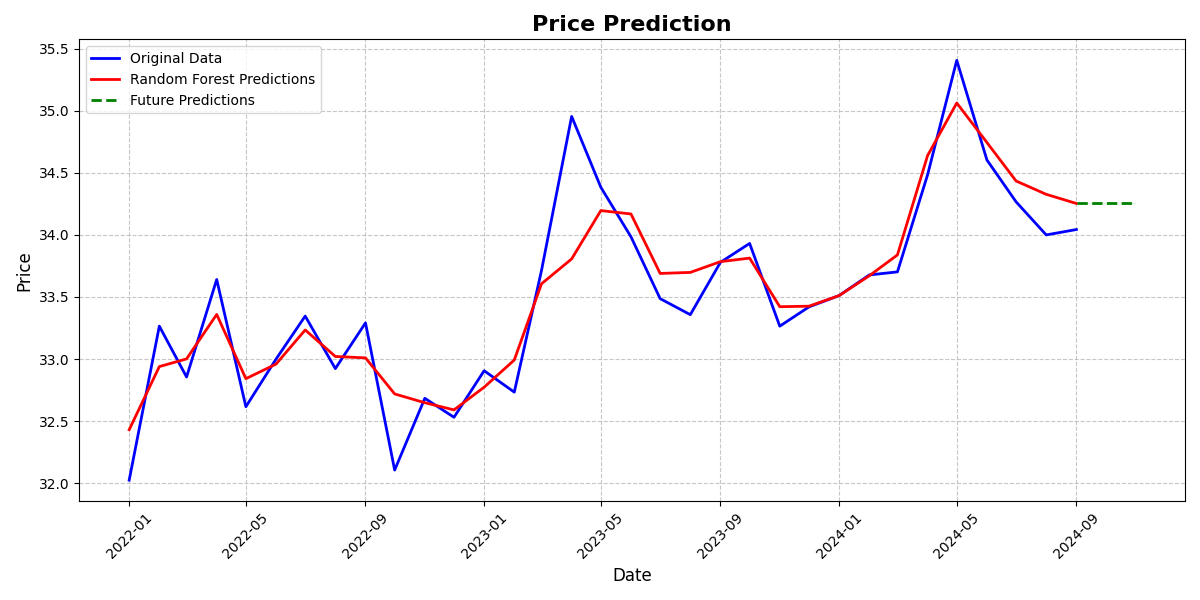 Price Prediction
Original Data
Random Forest Predictions
Future Predictions
Price
35.5
35.0
34.5
34.0
33.5
33.0
32.5
32.0
2022-01
2022-05
2022-09
2023-01
2023-05
2023-09
2024-01
2024-05
2024-09
Date